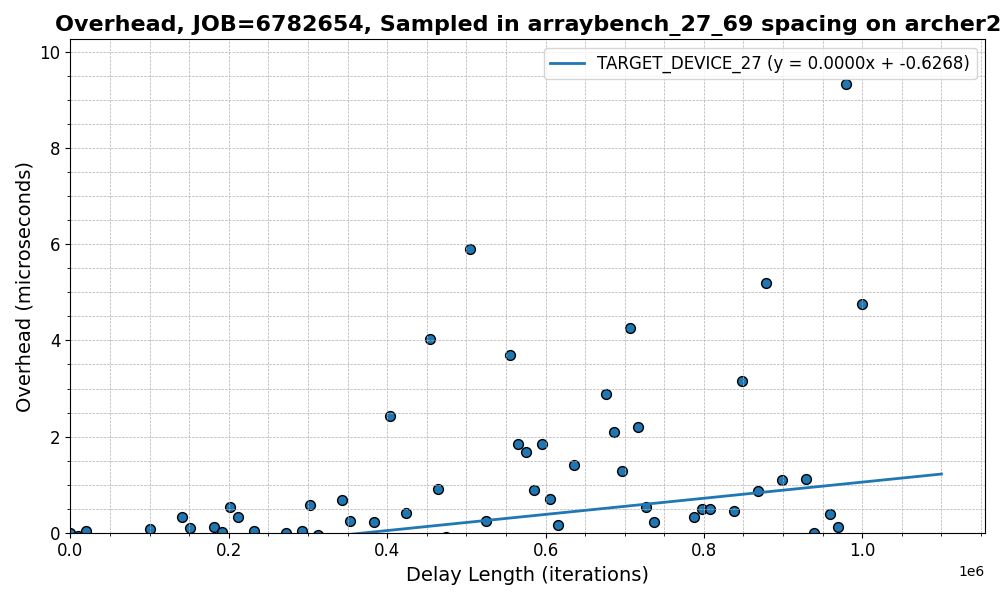 Overhead, JOB=6782654, Sampled in arraybench_27_69 spacing on archer2
TARGET_DEVICE_27 (y = 0.0000x + -0.6268)
Overhead (microseconds)
10
8
6
4
2
0
0.0 0.2 0.4 0.6 0.8 1.0
1e6
Delay Length (iterations)